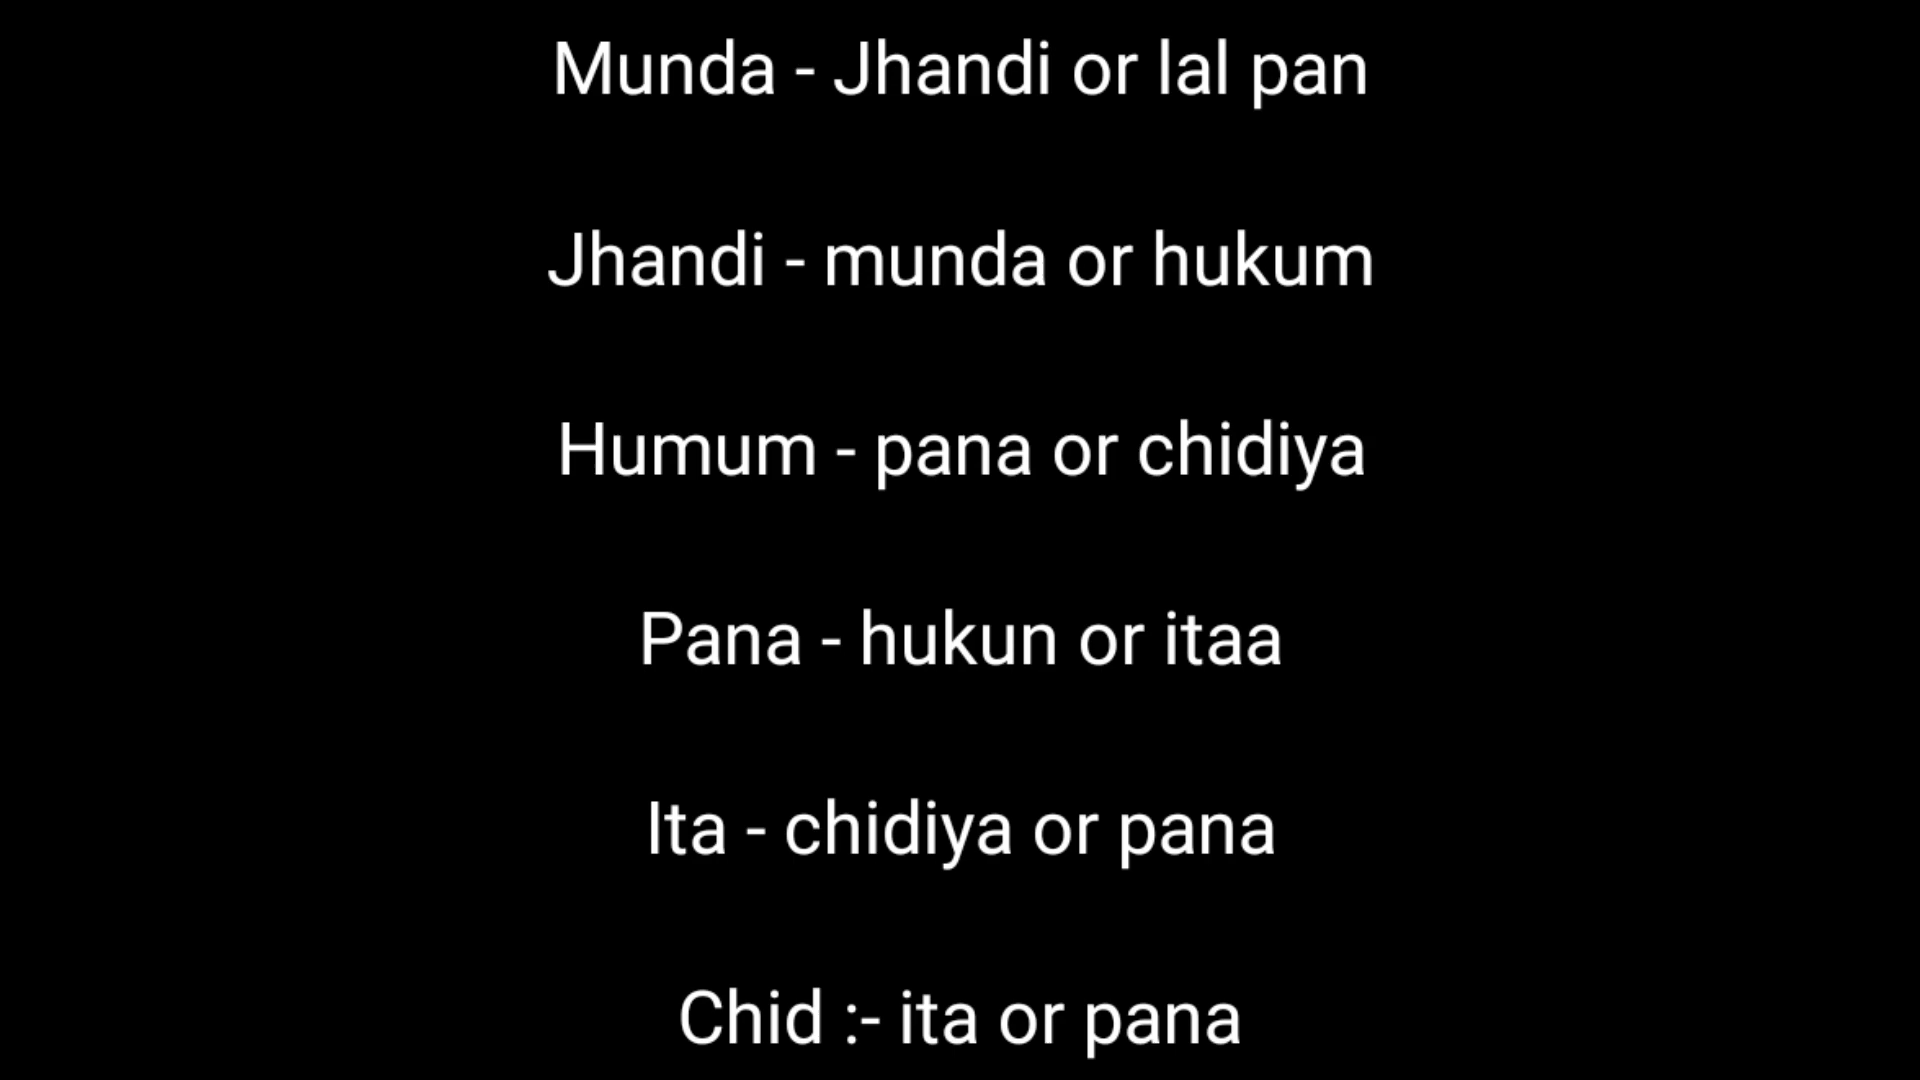 Munda - Jhandi or lal pan
Jhandi - munda or hukum
Humum - pana or chidiya
Pana - hukun or itaa
Ita - chidiya or pana
Chid :- ita or pana